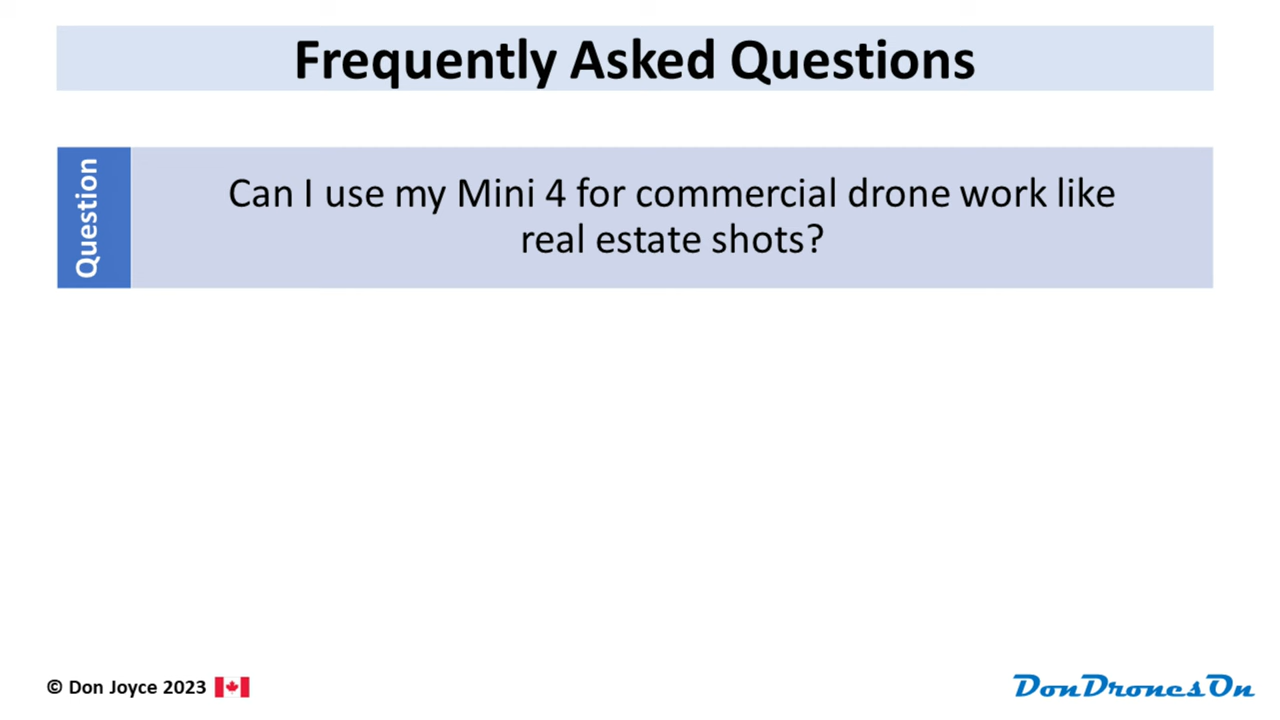 Frequently Asked Questions
Question
Can I use my Mini 4 for commercial drone work like
real estate shots?
© Don Joyce 2023
DonDronesOn